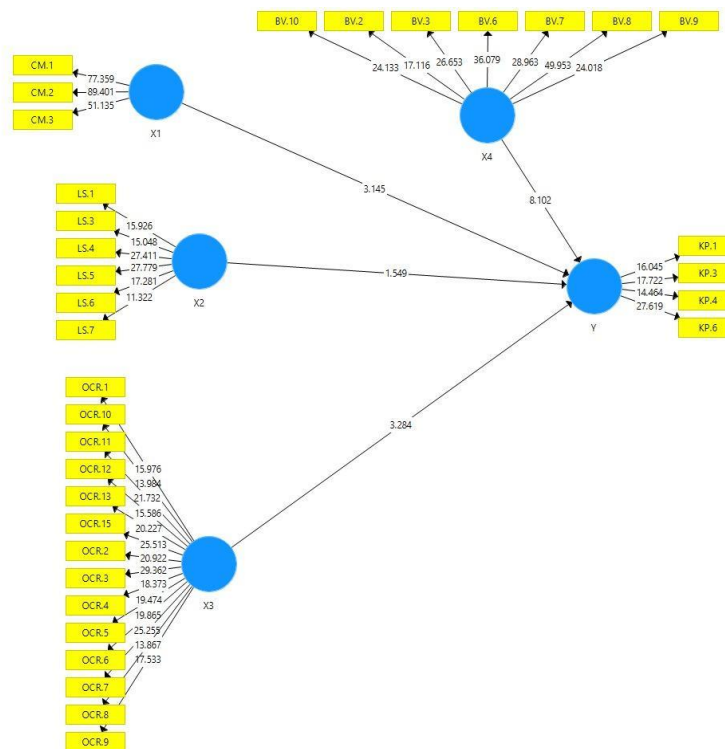 BV.10 BV.2 BV.3 BV.6 BV.7 BV.8 BV.9
24.133 17.116 26.653 36.079 28.963 49.953 24.018
X4
CM.1
CM.2
CM.3
77.359
89.401
51.135
X1
3.145
8.102
LS.1
LS.3
LS.4
LS.5
LS.6
LS.7
15.926
15.048
27.411
27.779
17.281
11.322
X2
1.549
KP.1
KP.3
KP.4
KP.6
16.045
17.722
14.464
27.619
Y
3.284
OCR.1
OCR.10
OCR.11
OCR.12
OCR.13
OCR.15
OCR.2
OCR.3
OCR.4
OCR.5
OCR.6
OCR.7
OCR.8
OCR.9
15.976
13.984
21.732
15.586
20.227
25.513
20.922
29.362
18.373
19.474
19.865
25.255
13.867
17.533
X3